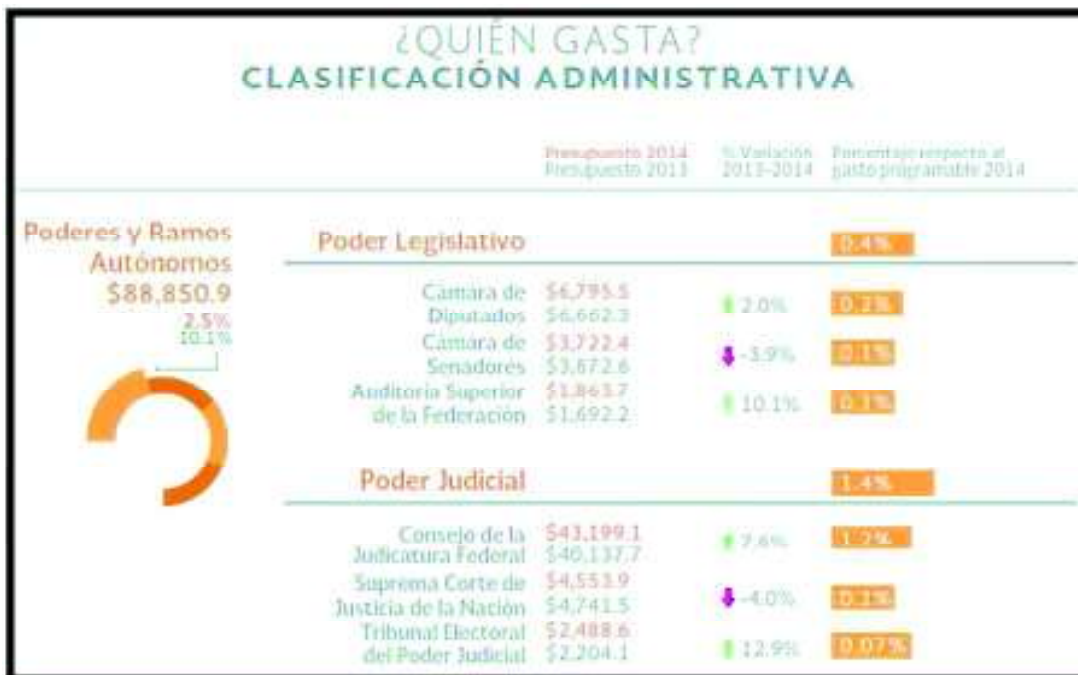 ¿QUIÉN GASTA?
CLASIFICACIÓN ADMINISTRATIVA
Presupuesto 2014 % Variación Porcentaje respecto al
Presupuesto 2013 2013-2014 gasto programable 2014
Poderes y Ramos
Autónomos
$88,850.9
2.5%
10.1%
Poder Legislativo 0.4%
Cámara de $6,795.5
Diputados $6,662.3
2.0% 0.2%
Cámara de $3,722.4
Senadores $3,872.6
-3.9% 0.1%
Auditoría Superior $1,863.7
de la Federación $1,692.2
10.1% 0.1%
Poder Judicial 1.4%
Consejo de la $43,199.1
Judicatura Federal $40,137.7
7.6% 1.2%
Suprema Corte de $4,553.9
Justicia de la Nación $4,741.5
-4.0% 0.1%
Tribunal Electoral $2,488.6
del Poder Judicial $2,204.1
12.9% 0.07%